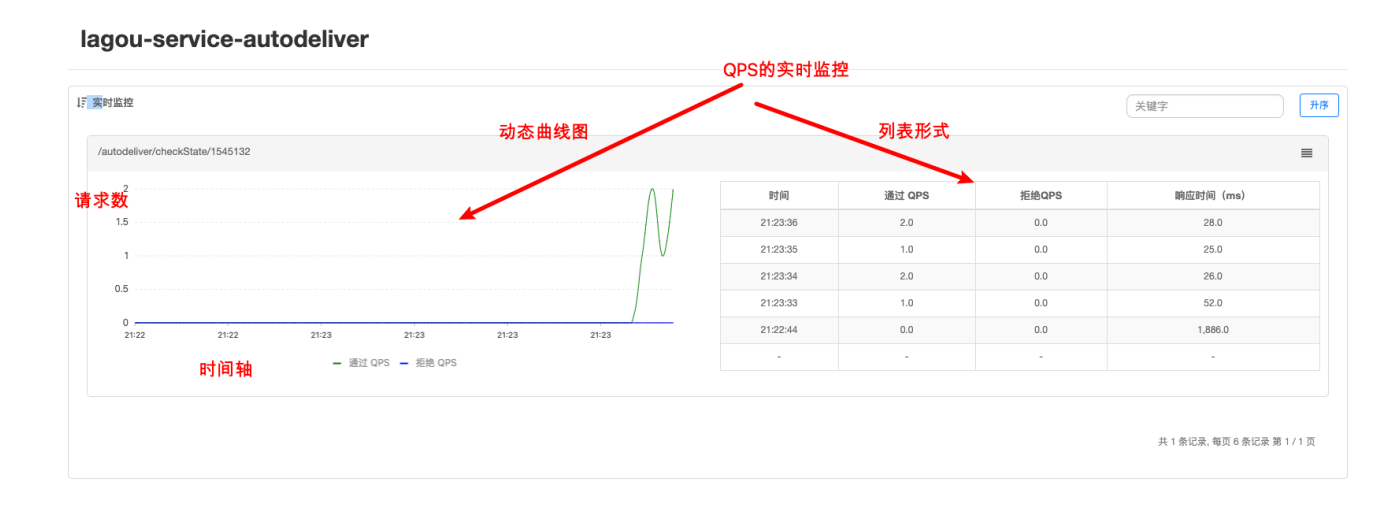 lagou-service-autodeliver
QPS的实时监控
实时监控
关键字
升序
动态曲线图
列表形式
/autodeliver/checkState/1545132
请求数
2
1.5
1
0.5
0
21:22 21:22 21:23 21:23 21:23 21:23
时间轴
通过 QPS 拒绝 QPS
时间 通过 QPS 拒绝QPS 响应时间（ms）
21:23:36 2.0 0.0 28.0
21:23:35 1.0 0.0 25.0
21:23:34 2.0 0.0 26.0
21:23:33 1.0 0.0 52.0
21:22:44 0.0 0.0 1,886.0
- - - -
共 1 条记录, 每页 6 条记录 第 1 / 1 页